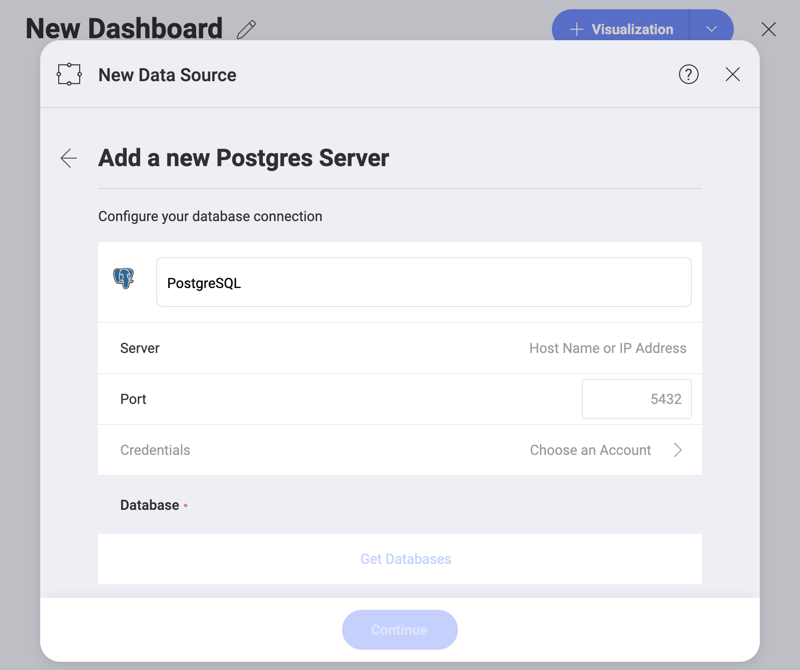 New Dashboard
Visualization
New Data Source
?
Add a new Postgres Server
Configure your database connection
PostgreSQL
Server
Host Name or IP Address
Port
5432
Credentials
Choose an Account
Database *
Get Databases
Continue